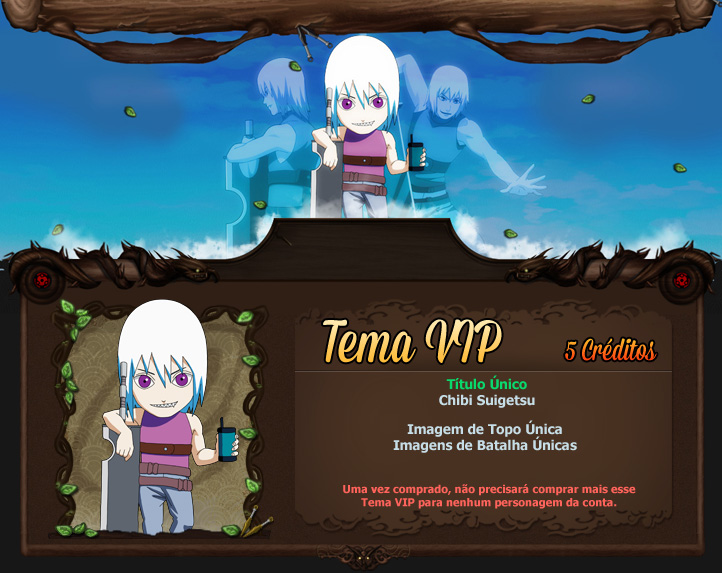 Tema VIP
5 Créditos
Título Único
Chibi Suigetsu
Imagem de Topo Única
Imagens de Batalha Únicas
Uma vez comprado, não precisará comprar mais esse
Tema VIP para nenhum personagem da conta.